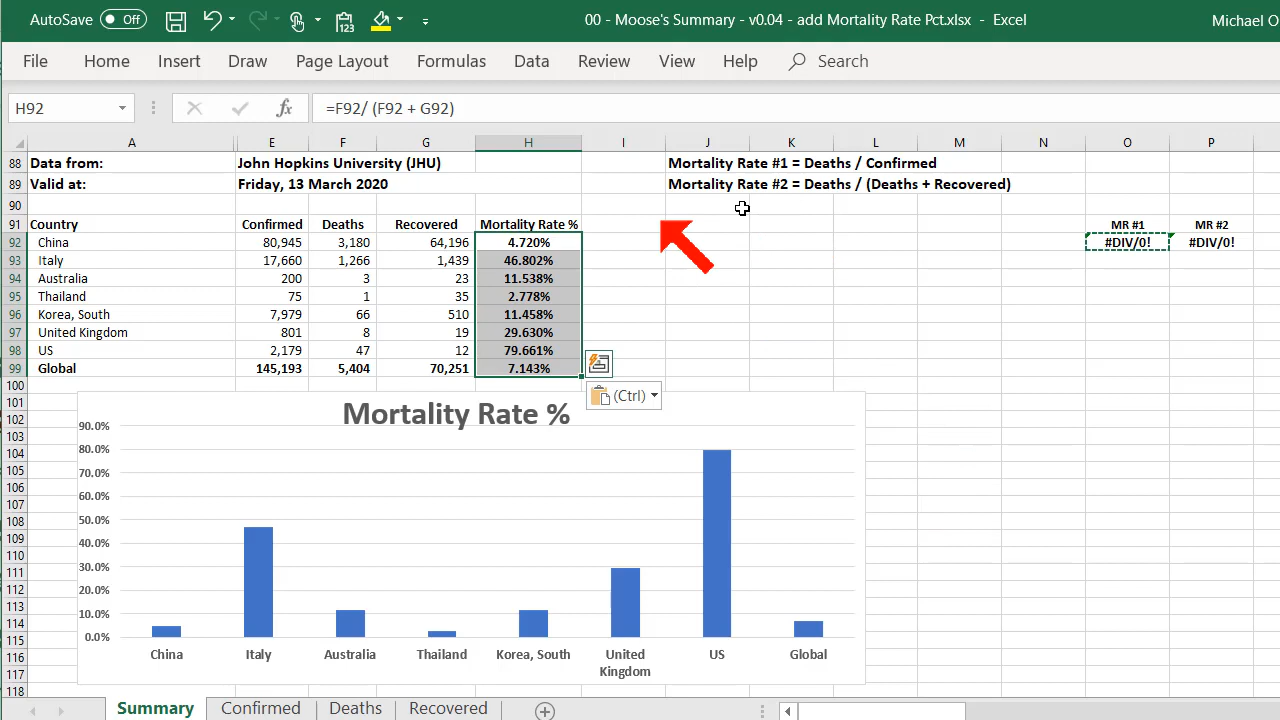 AutoSave Off 00 - Moose's Summary - v0.04 - add Mortality Rate Pct.xlsx - Excel Michael O
File Home Insert Draw Page Layout Formulas Data Review View Help Search
H92 fx =F92/ (F92 + G92)
A E F G H I J K L M N O P
88 Data from: John Hopkins University (JHU) Mortality Rate #1 = Deaths / Confirmed
89 Valid at: Friday, 13 March 2020 Mortality Rate #2 = Deaths / (Deaths + Recovered)
90
91 Country Confirmed Deaths Recovered Mortality Rate % MR #1 MR #2
92 China 80,945 3,180 64,196 4.720% #DIV/0! #DIV/0!
93 Italy 17,660 1,266 1,439 46.802%
94 Australia 200 3 23 11.538%
95 Thailand 75 1 35 2.778%
96 Korea, South 7,979 66 510 11.458%
97 United Kingdom 801 8 19 29.630%
98 US 2,179 47 12 79.661%
99 Global 145,193 5,404 70,251 7.143%
100
(Ctrl)
101
102
103
104
105
106
107
108
109
110
111
112
113
114
115
116
117
118
Mortality Rate %
90.0%
80.0%
70.0%
60.0%
50.0%
40.0%
30.0%
20.0%
10.0%
0.0%
China Italy Australia Thailand Korea, South United Kingdom US Global
Summary Confirmed Deaths Recovered